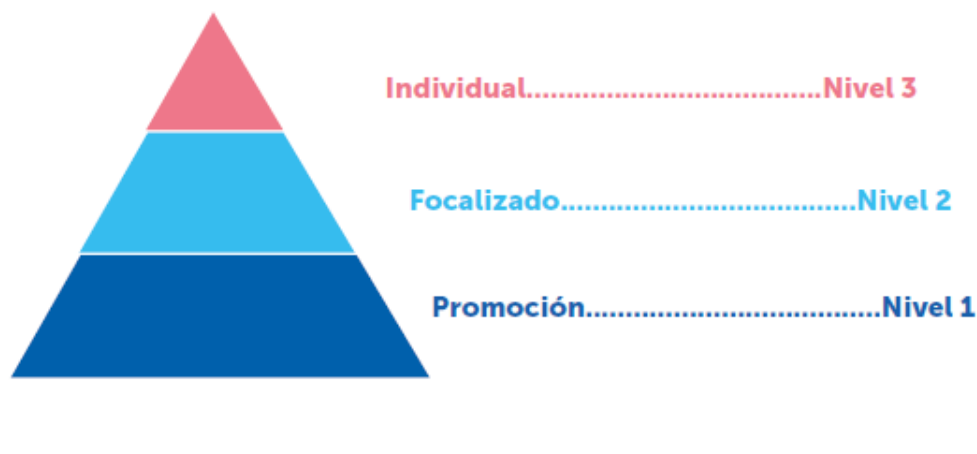 Individual.....................................Nivel 3
Focalizado.....................................Nivel 2
Promoción.....................................Nivel 1